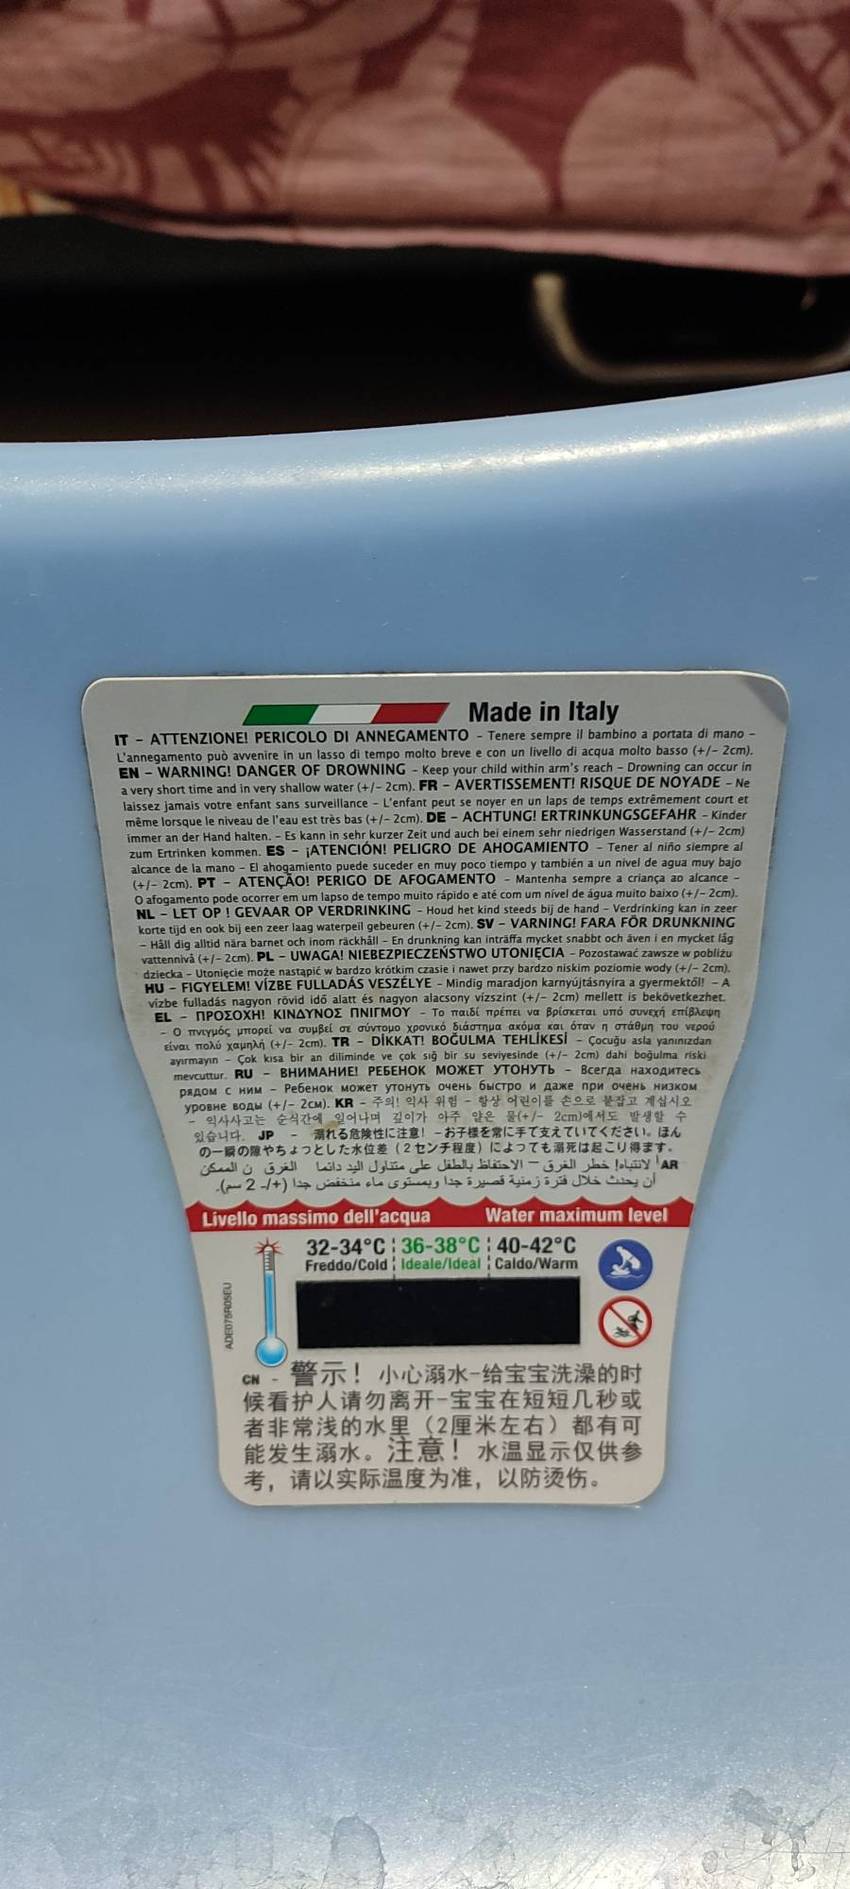 Made in Italy
IT – ATTENZIONE! PERICOLO DI ANNEGAMENTO – Tenere sempre il bambino a portata di mano –
L'annegamento può avvenire in un lasso di tempo molto breve e con un livello di acqua molto basso (+/– 2cm).
EN – WARNING! DANGER OF DROWNING – Keep your child within arm's reach – Drowning can occur in
a very short time and in very shallow water (+/– 2cm). FR – AVERTISSEMENT! RISQUE DE NOYADE – Ne
laissez jamais votre enfant sans surveillance – L'enfant peut se noyer en un laps de temps extrêmement court et
même lorsque le niveau de l'eau est très bas (+/– 2cm). DE – ACHTUNG! ERTRINKUNGSGEFAHR – Kinder
immer an der Hand halten. – Es kann in sehr kurzer Zeit und auch bei einem sehr niedrigen Wasserstand (+/– 2cm)
zum Ertrinken kommen. ES – ¡ATENCIÓN! PELIGRO DE AHOGAMIENTO – Tener al niño siempre al
alcance de la mano – El ahogamiento puede suceder en muy poco tiempo y también a un nivel de agua muy bajo
(+/– 2cm). PT – ATENÇÃO! PERIGO DE AFOGAMENTO – Mantenha sempre a criança ao alcance –
O afogamento pode ocorrer em um lapso de tempo muito rápido e até com um nível de água muito baixo (+/– 2cm).
NL – LET OP ! GEVAAR OP VERDRINKING – Houd het kind steeds bij de hand – Verdrinking kan in zeer
korte tijd en ook bij een zeer laag waterpeil gebeuren (+/– 2cm). SV – VARNING! FARA FÖR DRUNKNING
– Håll dig alltid nära barnet och inom räckhåll – En drunkning kan inträffa mycket snabbt och även i en mycket låg
vattennivå (+/– 2cm). PL – UWAGA! NIEBEZPIECZEŃSTWO UTONIĘCIA – Pozostawać zawsze w pobliżu
dziecka – Utonięcie może nastąpić w bardzo krótkim czasie i nawet przy bardzo niskim poziomie wody (+/– 2cm).
HU – FIGYELEM! VÍZBE FULLADÁS VESZÉLYE – Mindig maradjon karnyújtásnyira a gyermektől! – A
vízbe fulladás nagyon rövid idő alatt és nagyon alacsony vízszint (+/– 2cm) mellett is bekövetkezhet.
EL – ΠΡΟΣΟΧΗ! ΚΙΝΔΥΝΟΣ ΠΝΙΓΜΟΥ – Το παιδί πρέπει να βρίσκεται υπό συνεχή επίβλεψη
– Ο πνιγμός μπορεί να συμβεί σε σύντομο χρονικό διάστημα ακόμα και όταν η στάθμη του νερού
είναι πολύ χαμηλή (+/– 2cm). TR – DİKKAT! BOĞULMA TEHLİKESİ – Çocuğu asla yanınızdan
ayırmayın – Çok kısa bir an diliminde ve çok sığ bir su seviyesinde (+/– 2cm) dahi boğulma riski
mevcuttur. RU – ВНИМАНИЕ! РЕБЕНОК МОЖЕТ УТОНУТЬ – Всегда находитесь
рядом с ним – Ребенок может утонуть очень быстро и даже при очень низком
уровне воды (+/– 2см). KR – 주의! 익사 위험 – 항상 어린이를 손으로 붙잡고 계십시오
– 익사사고는 순식간에 일어나며 깊이가 아주 얕은 물(+/– 2cm)에서도 발생할 수
있습니다. JP – 溺れる危険性に注意! –お子様を常に手で支えていてください。ほん
の一瞬の隙やちょっとした水位差(2センチ程度)によっても溺死は起こり得ます。
AR لانتباه! خطر الغرق – الاحتفاظ بالطفل على متناول اليد دائما الغرق ن الممكن
أن يحدث خلال فترة زمنية قصيرة جدا وبمستوى ماء منخفض جدا (+/- 2 سم).
Livello massimo dell'acqua Water maximum level
32-34°C 36-38°C 40-42°C
Freddo/Cold Ideale/Ideal Caldo/Warm
ADE075R05EU
CN - 警示！小心溺水-给宝宝洗澡的时
候看护人请勿离开-宝宝在短短几秒或
者非常浅的水里（2厘米左右）都有可
能发生溺水。注意！水温显示仅供参
考，请以实际温度为准，以防烫伤。